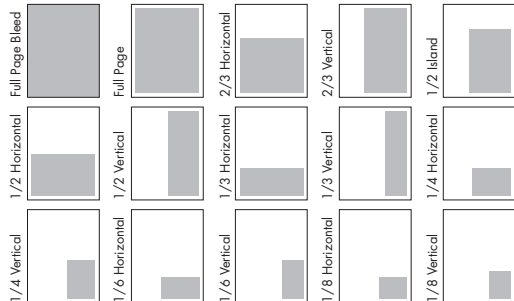 Full Page Bleed
Full Page
2/3 Horizontal
2/3 Vertical
1/2 Island
1/2 Horizontal
1/2 Vertical
1/3 Horizontal
1/3 Vertical
1/4 Horizontal
1/4 Vertical
1/6 Horizontal
1/6 Vertical
1/8 Horizontal
1/8 Vertical